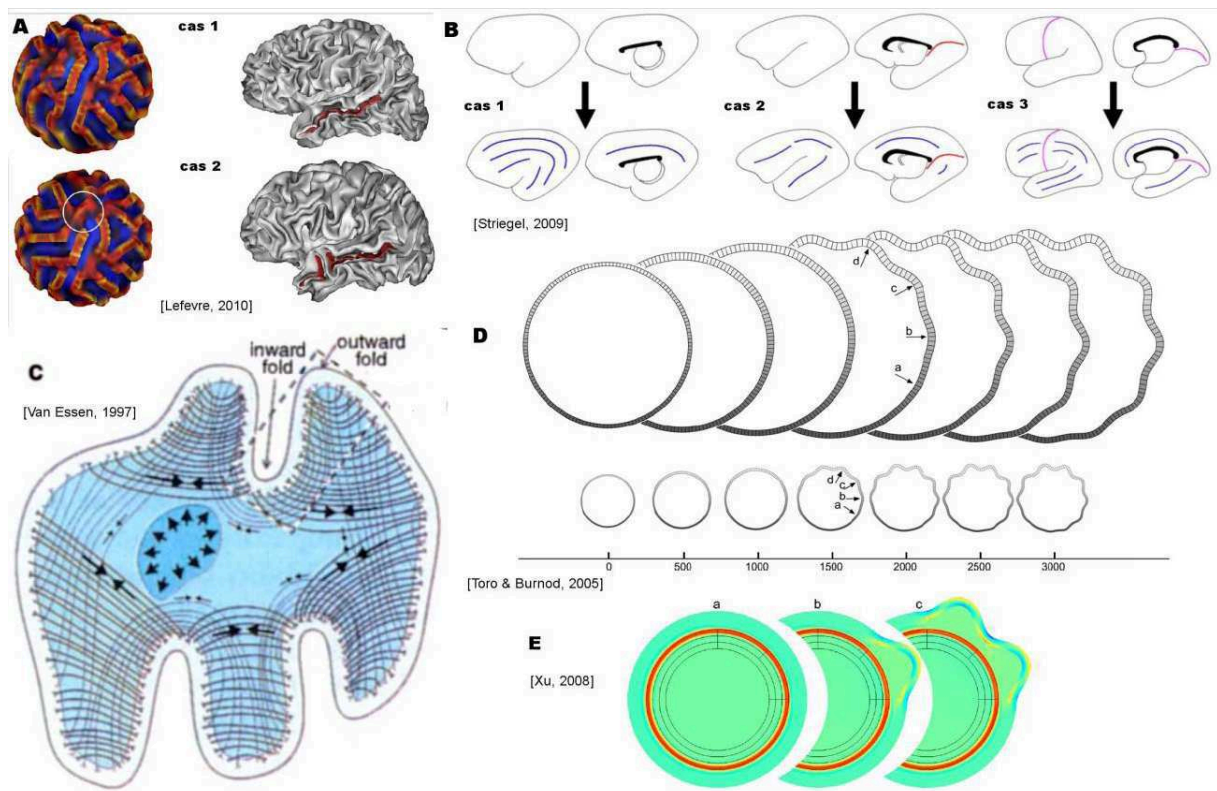 A
cas 1
cas 2
[Lefevre, 2010]
B
cas 1
cas 2
cas 3
[Striegel, 2009]
C
inward
fold
outward
fold
[Van Essen, 1997]
D
d
c
b
a
d
c
b
a
0
500
1000
1500
2000
2500
3000
[Toro & Burnod, 2005]
E
a
b
c
[Xu, 2008]